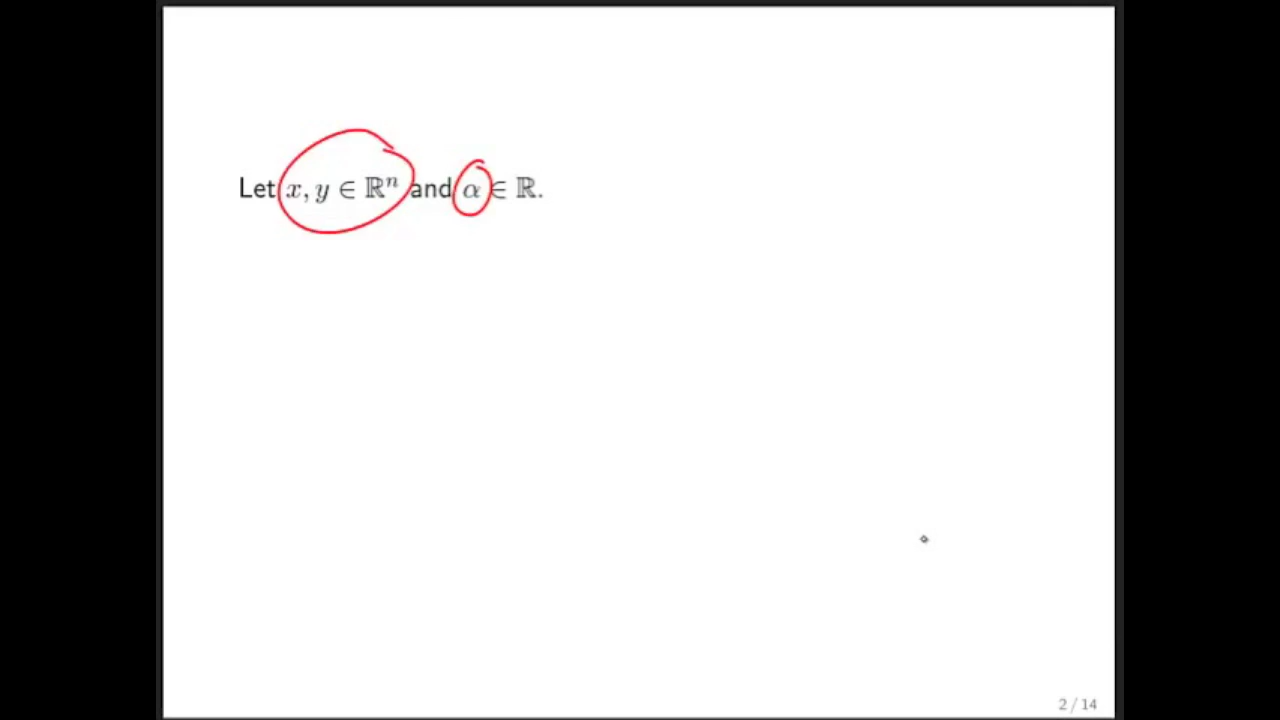 Let x, y ∈ ℝⁿ and α ∈ ℝ.
2 / 14